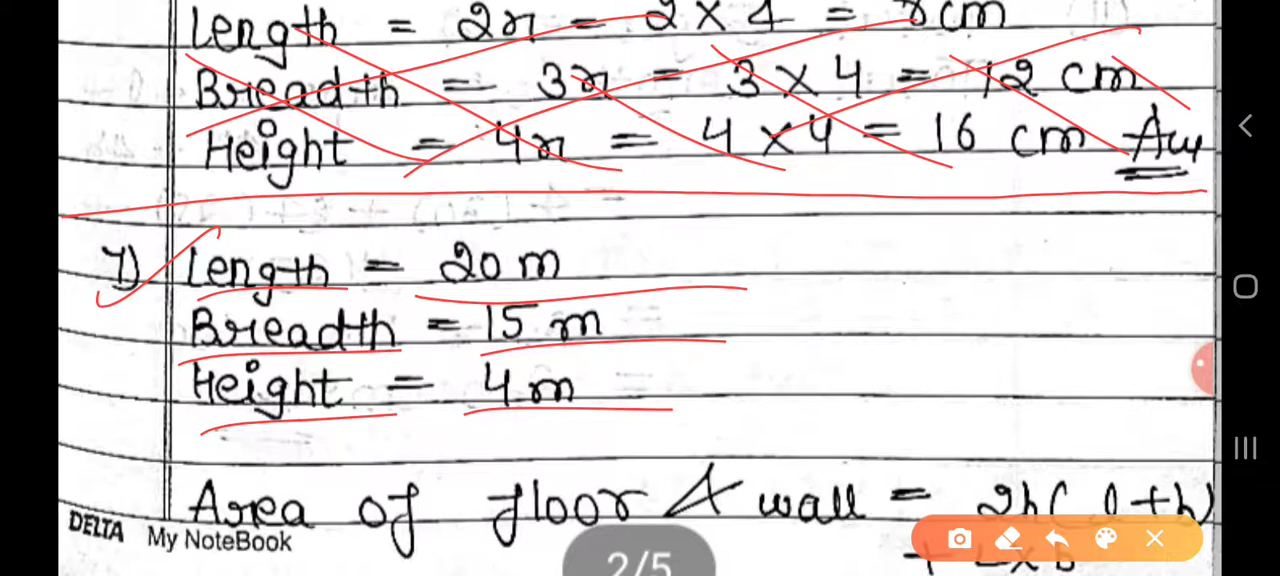 Length = 2x = 2 × 4 = 8 cm
Breadth = 3x = 3 × 4 = 12 cm
Height = 4x = 4 × 4 = 16 cm Ans
7) Length = 20 m
Breadth = 15 m
Height = 4 m
Area of floor & wall = 2h(l+b)
+ L × b
DELTA My NoteBook
2/5